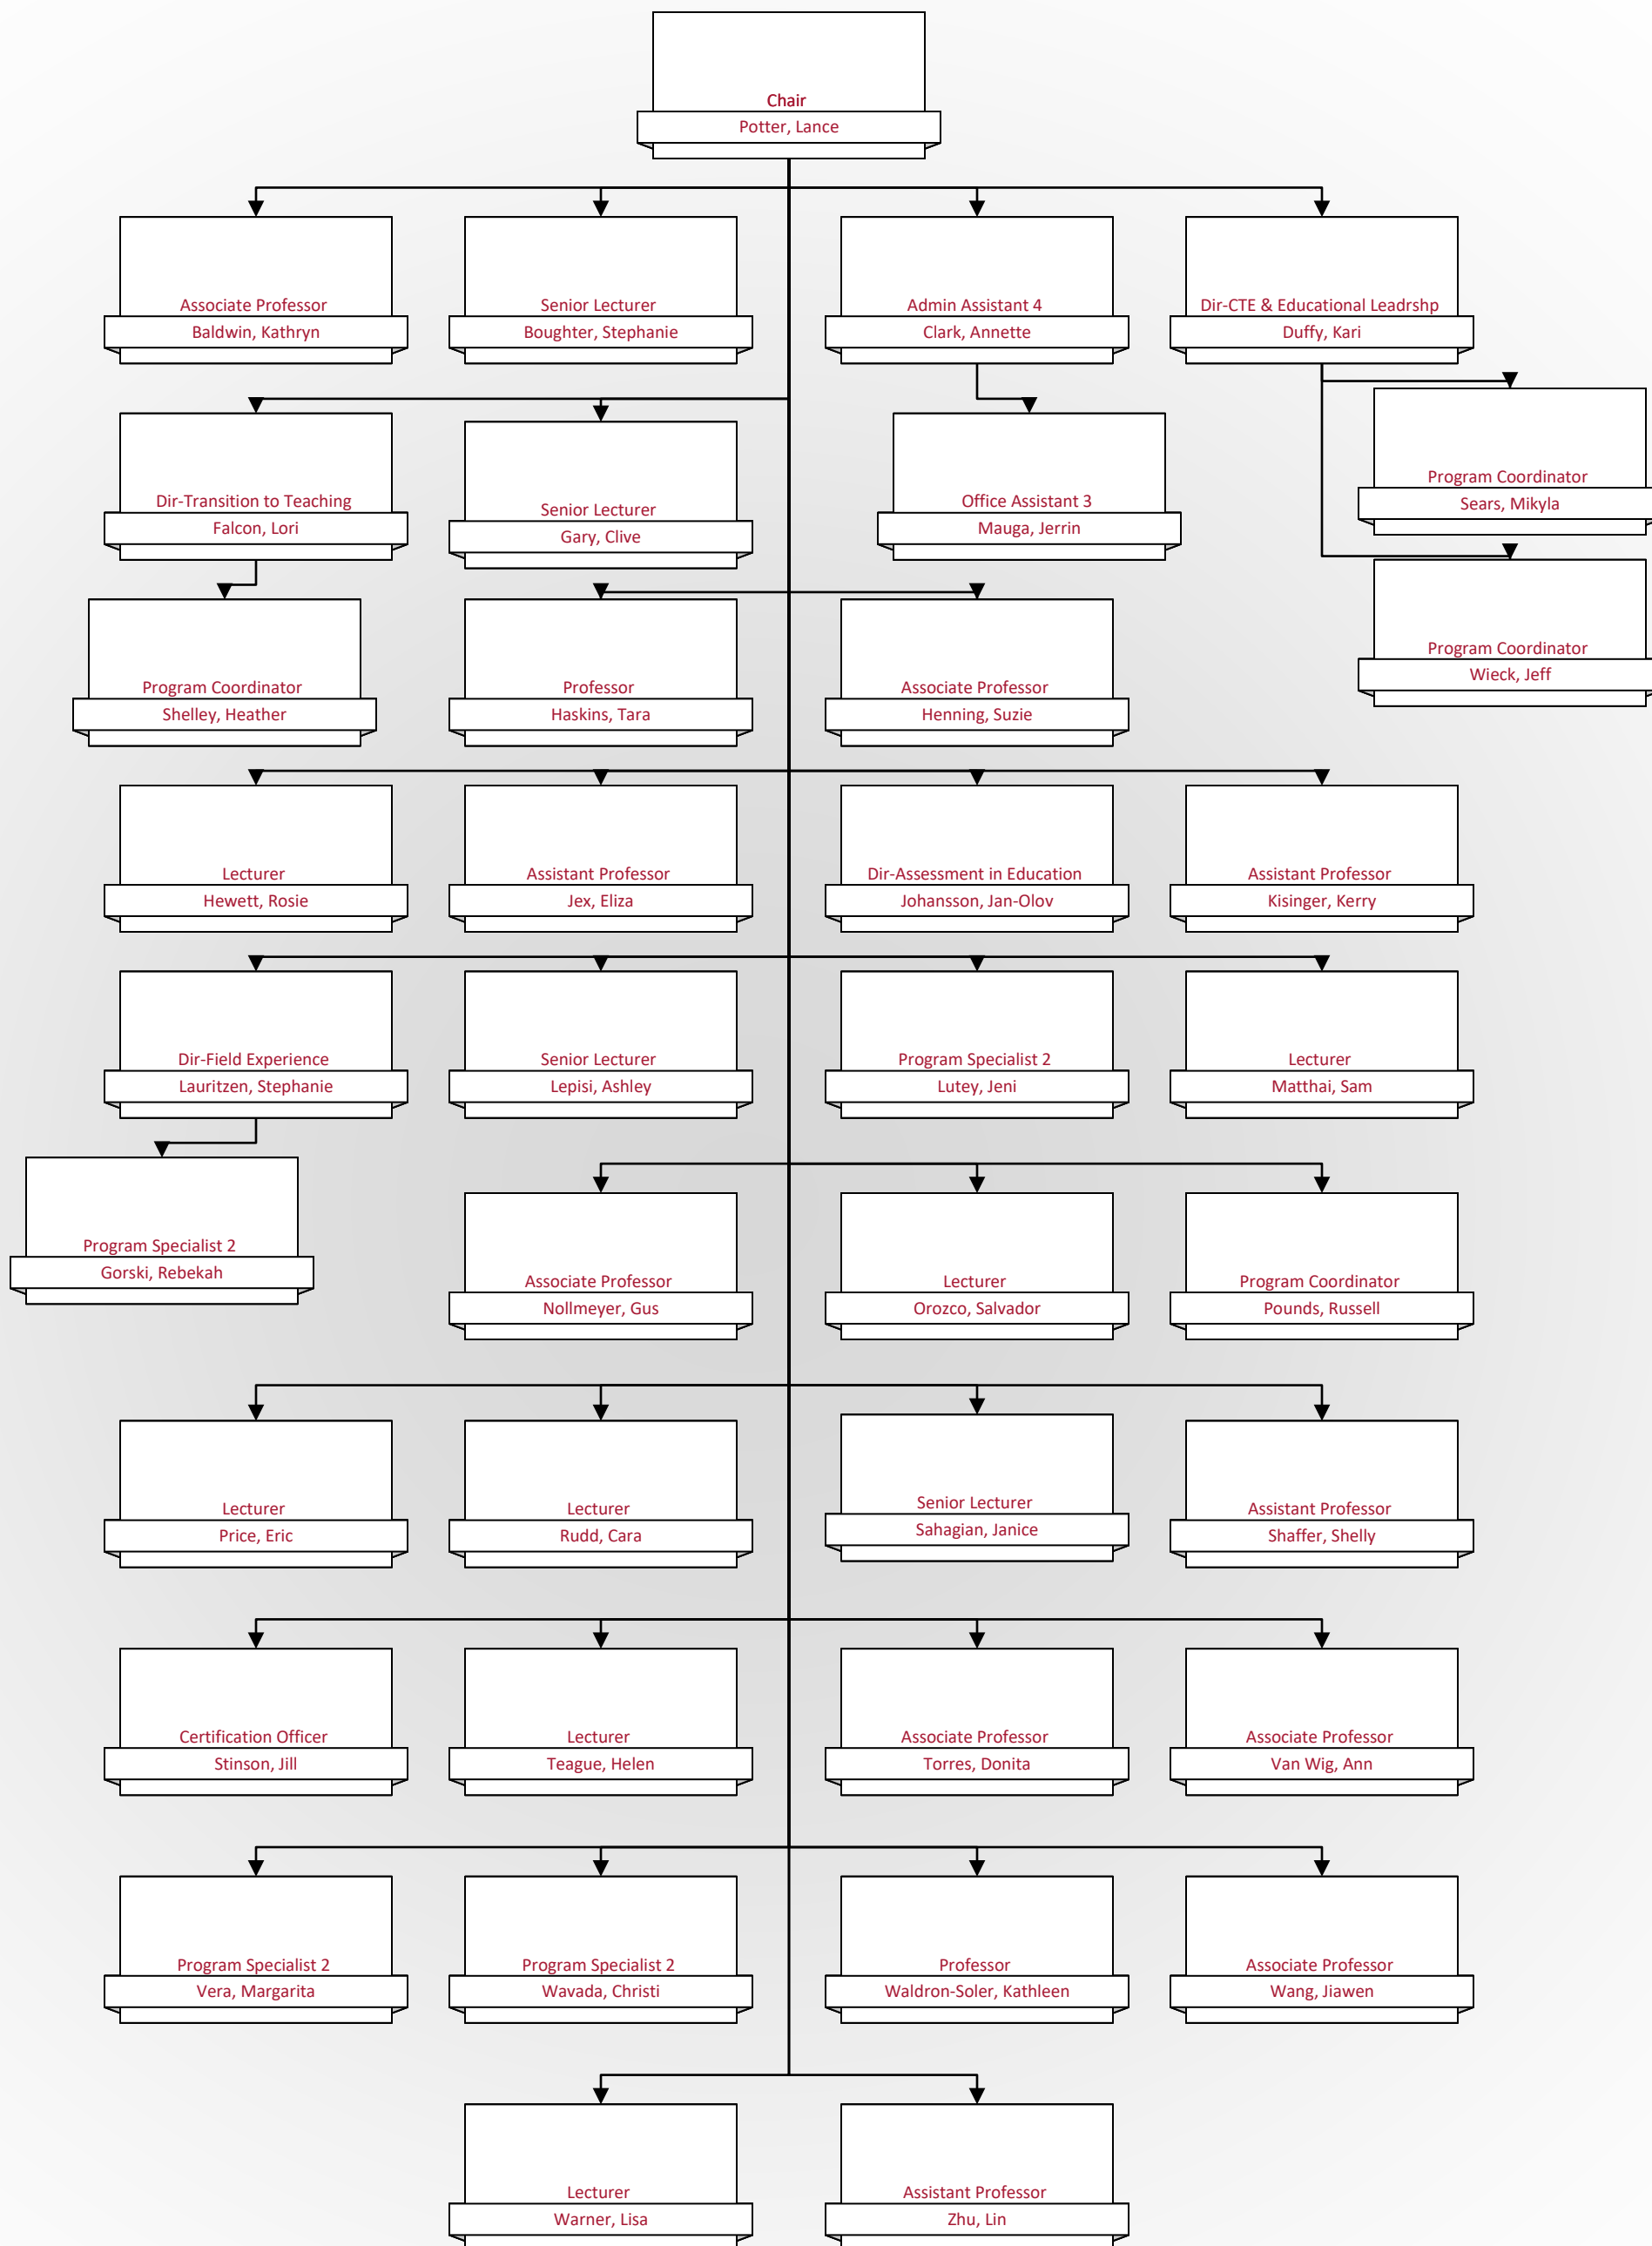 Chair
Potter, Lance
Associate Professor
Baldwin, Kathryn
Senior Lecturer
Boughter, Stephanie
Admin Assistant 4
Clark, Annette
Dir-CTE & Educational Leadrshp
Duffy, Kari
Dir-Transition to Teaching
Falcon, Lori
Senior Lecturer
Gary, Clive
Office Assistant 3
Mauga, Jerrin
Program Coordinator
Sears, Mikyla
Program Coordinator
Shelley, Heather
Professor
Haskins, Tara
Associate Professor
Henning, Suzie
Program Coordinator
Wieck, Jeff
Lecturer
Hewett, Rosie
Assistant Professor
Jex, Eliza
Dir-Assessment in Education
Johansson, Jan-Olov
Assistant Professor
Kisinger, Kerry
Dir-Field Experience
Lauritzen, Stephanie
Senior Lecturer
Lepisi, Ashley
Program Specialist 2
Lutey, Jeni
Lecturer
Matthai, Sam
Program Specialist 2
Gorski, Rebekah
Associate Professor
Nollmeyer, Gus
Lecturer
Orozco, Salvador
Program Coordinator
Pounds, Russell
Lecturer
Price, Eric
Lecturer
Rudd, Cara
Senior Lecturer
Sahagian, Janice
Assistant Professor
Shaffer, Shelly
Certification Officer
Stinson, Jill
Lecturer
Teague, Helen
Associate Professor
Torres, Donita
Associate Professor
Van Wig, Ann
Program Specialist 2
Vera, Margarita
Program Specialist 2
Wavada, Christi
Professor
Waldron-Soler, Kathleen
Associate Professor
Wang, Jiawen
Lecturer
Warner, Lisa
Assistant Professor
Zhu, Lin